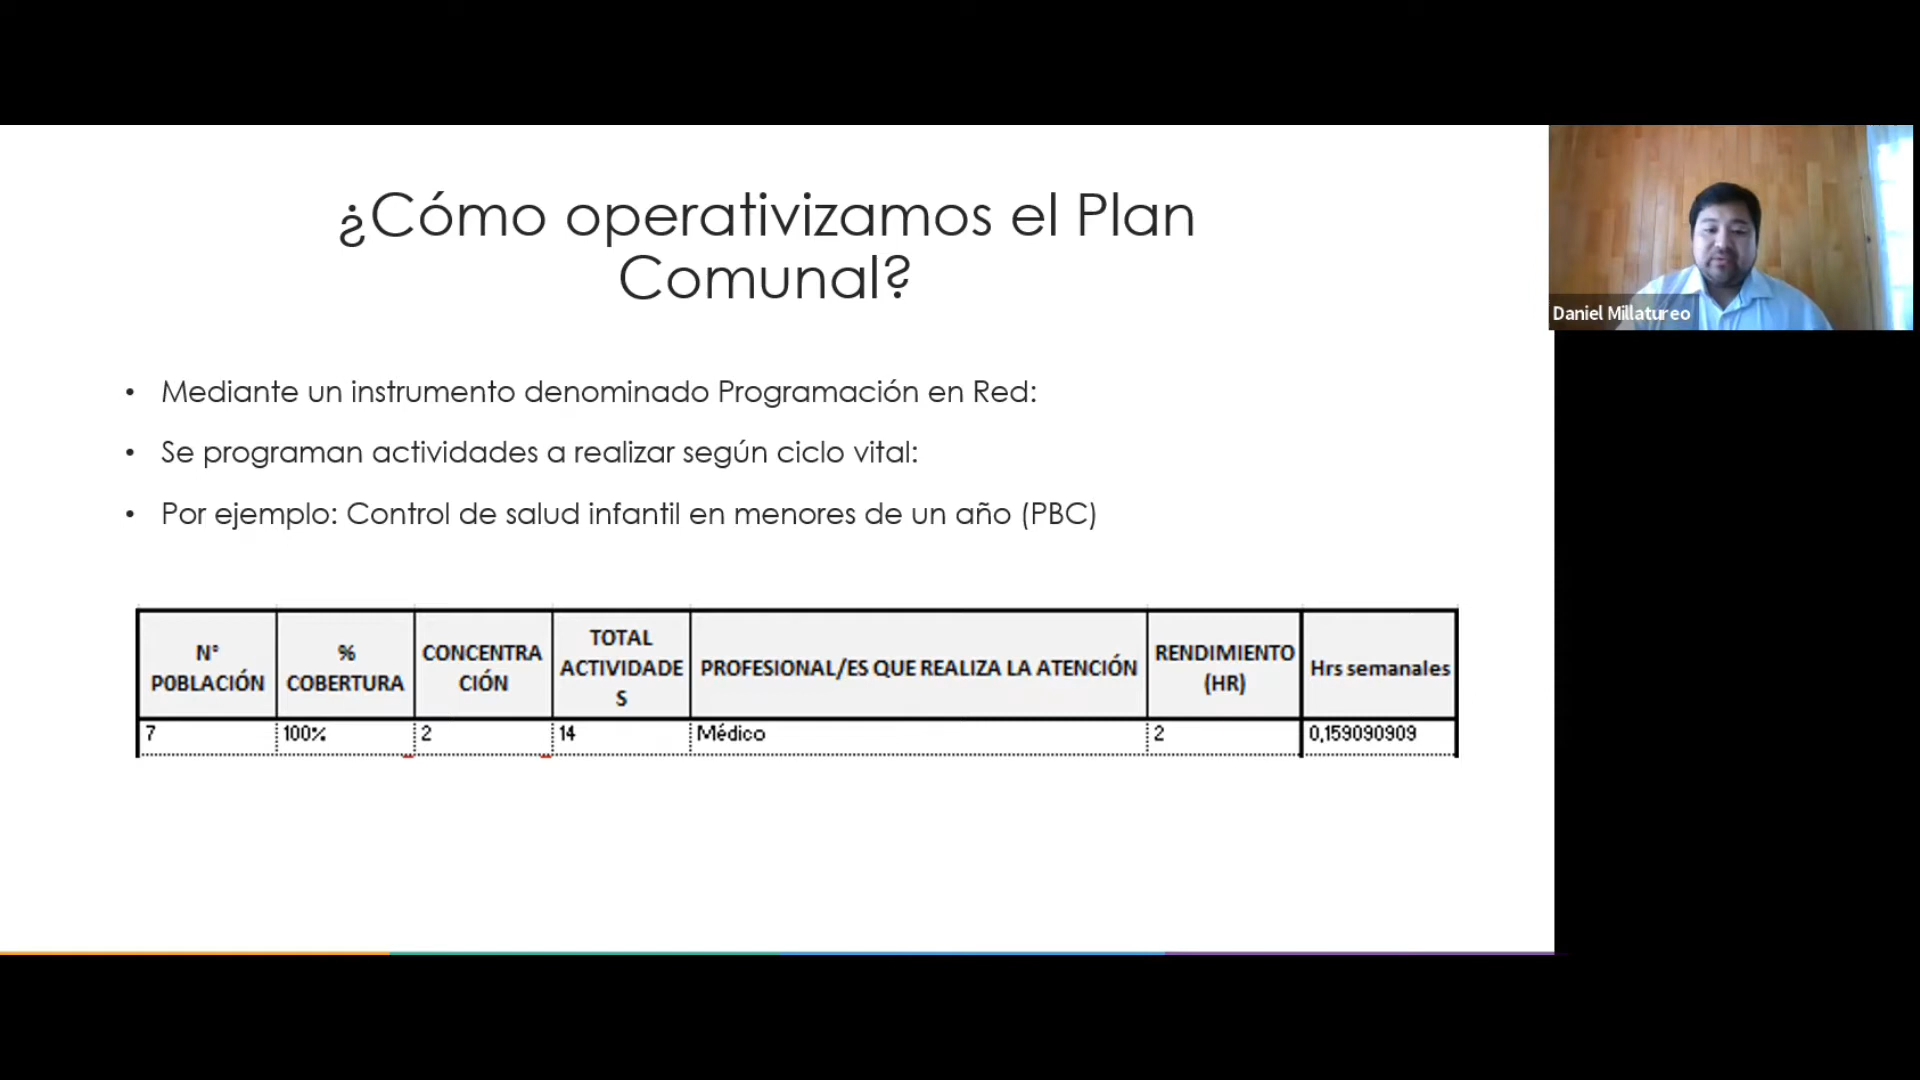 ¿Cómo operativizamos el Plan
Comunal?
Daniel Millatureo
• Mediante un instrumento denominado Programación en Red:
• Se programan actividades a realizar según ciclo vital:
• Por ejemplo: Control de salud infantil en menores de un año (PBC)
N° POBLACIÓN % COBERTURA CONCENTRA CIÓN TOTAL ACTIVIDADE S PROFESIONAL/ES QUE REALIZA LA ATENCIÓN RENDIMIENTO (HR) Hrs semanales
7 100% 2 14 Médico 2 0,159090909